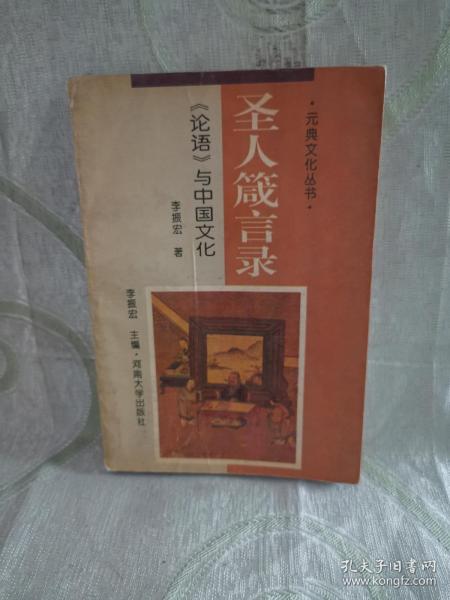 ·元典文化丛书·
圣人箴言录
《论语》与中国文化
李振宏 著
李振宏 主编·河南大学出版社
孔夫子旧书网
www.kongfz.com